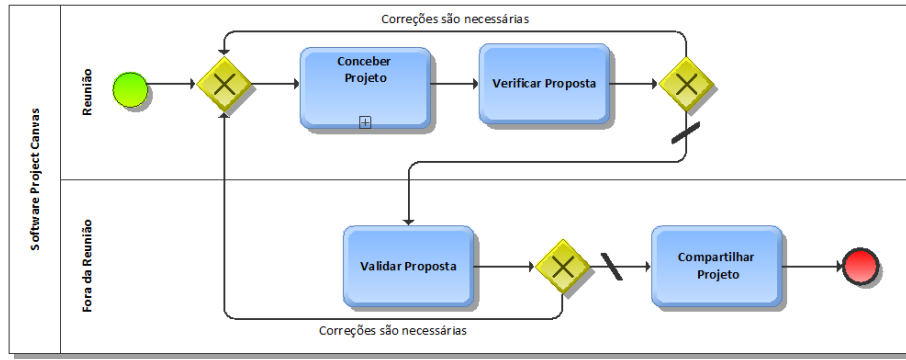 Software Project Canvas
Reunião
Correções são necessárias
Conceber
Projeto
Verificar Proposta
Fora da Reunião
Validar Proposta
Compartilhar
Projeto
Correções são necessárias